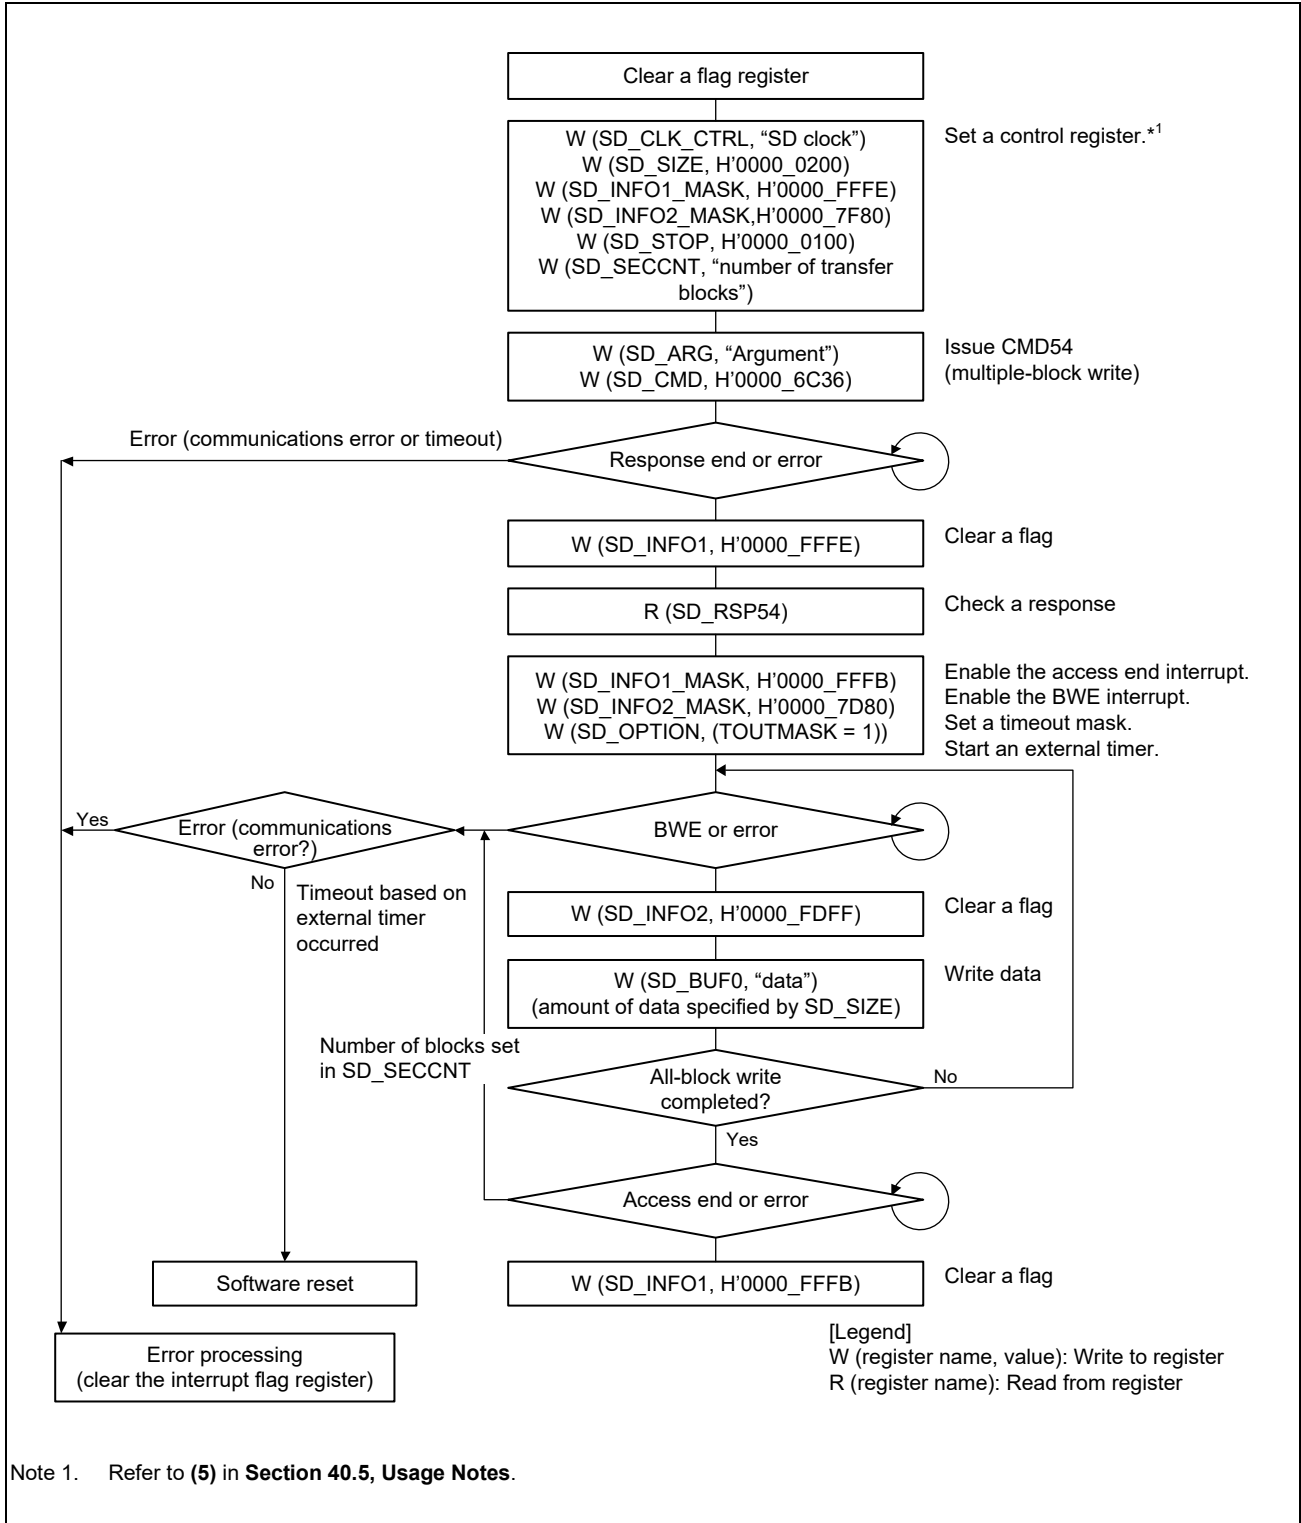 Clear a flag register
W (SD_CLK_CTRL, “SD clock”)
W (SD_SIZE, H’0000_0200)
W (SD_INFO1_MASK, H’0000_FFFE)
W (SD_INFO2_MASK,H’0000_7F80)
W (SD_STOP, H’0000_0100)
W (SD_SECCNT, “number of transfer
blocks”)
Set a control register.*1
W (SD_ARG, “Argument”)
W (SD_CMD, H’0000_6C36)
Issue CMD54
(multiple-block write)
Error (communications error or timeout)
Response end or error
W (SD_INFO1, H’0000_FFFE)
Clear a flag
R (SD_RSP54)
Check a response
W (SD_INFO1_MASK, H’0000_FFFB)
W (SD_INFO2_MASK, H’0000_7D80)
W (SD_OPTION, (TOUTMASK = 1))
Enable the access end interrupt.
Enable the BWE interrupt.
Set a timeout mask.
Start an external timer.
Yes
Error (communications
error?)
BWE or error
No
Timeout based on
external timer
occurred
W (SD_INFO2, H’0000_FDFF)
Clear a flag
W (SD_BUF0, “data”)
(amount of data specified by SD_SIZE)
Write data
Number of blocks set
in SD_SECCNT
All-block write
completed?
No
Yes
Access end or error
Software reset
W (SD_INFO1, H’0000_FFFB)
Clear a flag
Error processing
(clear the interrupt flag register)
[Legend]
W (register name, value): Write to register
R (register name): Read from register
Note 1. Refer to (5) in Section 40.5, Usage Notes.